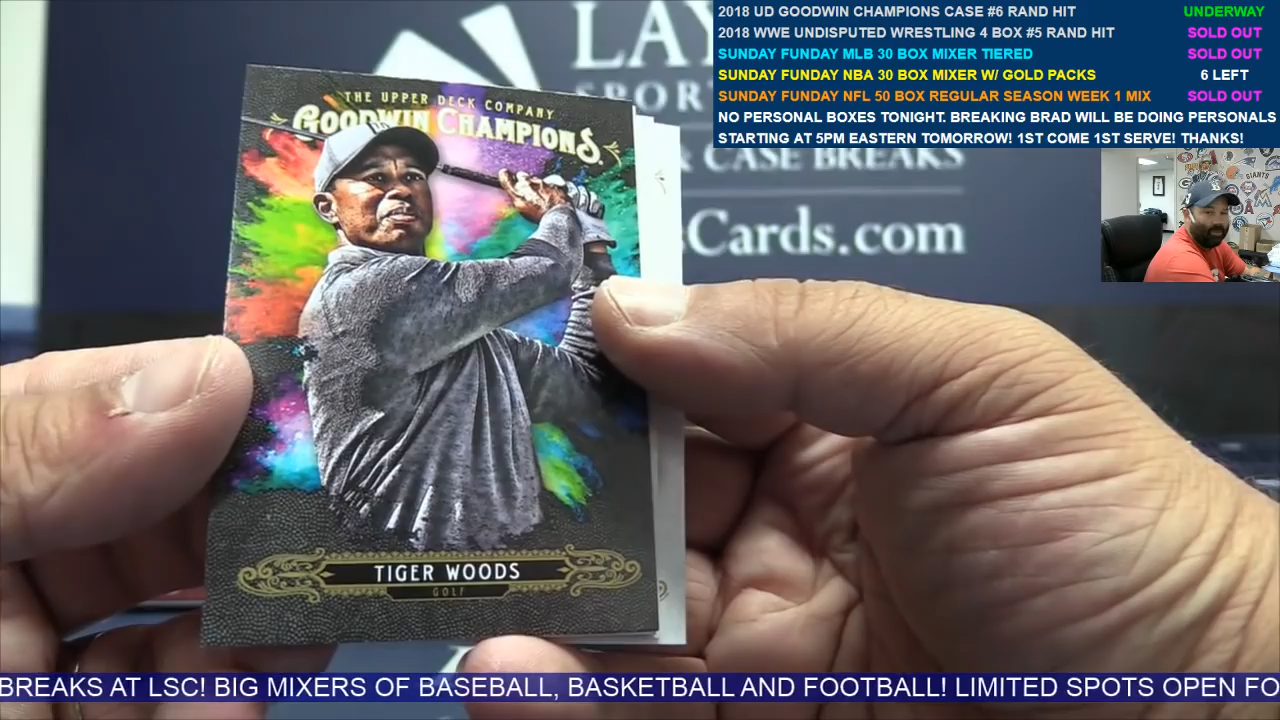 2018 UD GOODWIN CHAMPIONS CASE #6 RAND HIT UNDERWAY
2018 WWE UNDISPUTED WRESTLING 4 BOX #5 RAND HIT SOLD OUT
SUNDAY FUNDAY MLB 30 BOX MIXER TIERED SOLD OUT
SUNDAY FUNDAY NBA 30 BOX MIXER W/ GOLD PACKS 6 LEFT
SUNDAY FUNDAY NFL 50 BOX REGULAR SEASON WEEK 1 MIX SOLD OUT
NO PERSONAL BOXES TONIGHT. BREAKING BRAD WILL BE DOING PERSONALS
STARTING AT 5PM EASTERN TOMORROW! 1ST COME 1ST SERVE! THANKS!
LAY
SPOR
& CASE BREAKS
sCards.com
THE UPPER DECK COMPANY
GOODWIN CHAMPIONS
TIGER WOODS
GOLF
BREAKS AT LSC! BIG MIXERS OF BASEBALL, BASKETBALL AND FOOTBALL! LIMITED SPOTS OPEN FO